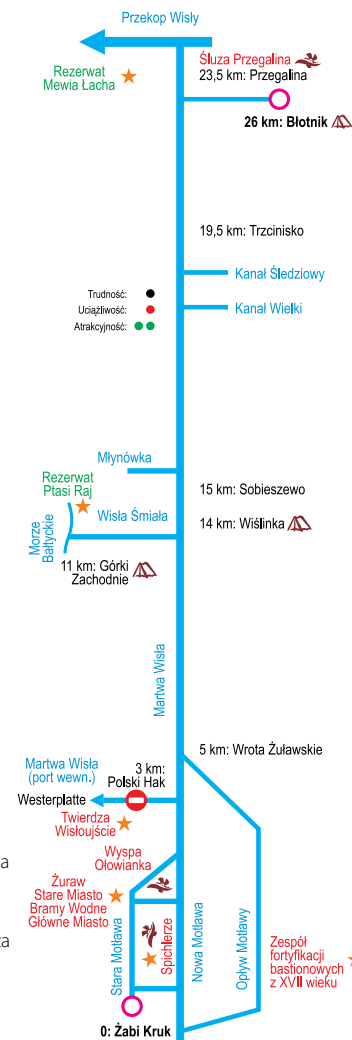 Przekop Wisły
Rezerwat
Mewia Łacha
Śluza Przegalina
23,5 km: Przegalina
26 km: Błotnik
19,5 km: Trzcinisko
Kanał Śledziowy
Trudność:
Uciążliwość:
Atrakcyjność:
Kanał Wielki
Młynówka
Rezerwat
Ptasi Raj
15 km: Sobieszewo
Wisła Śmiała
14 km: Wiślinka
Morze
Bałtyckie
11 km: Górki
Zachodnie
Martwa Wisła
5 km: Wrota Żuławskie
Martwa Wisła
(port wewn.)
3 km:
Polski Hak
Westerplatte
Twierdza
Wisłoujście
Wyspa
Ołowianka
a
Żuraw
Stare Miasto
Bramy Wodne
Główne Miasto
za
Stara Motława
Spichlerze
Nowa Motława
Opływ Motławy
Zespół
fortyfikacji
bastionowych
z XVII wieku
0: Żabi Kruk